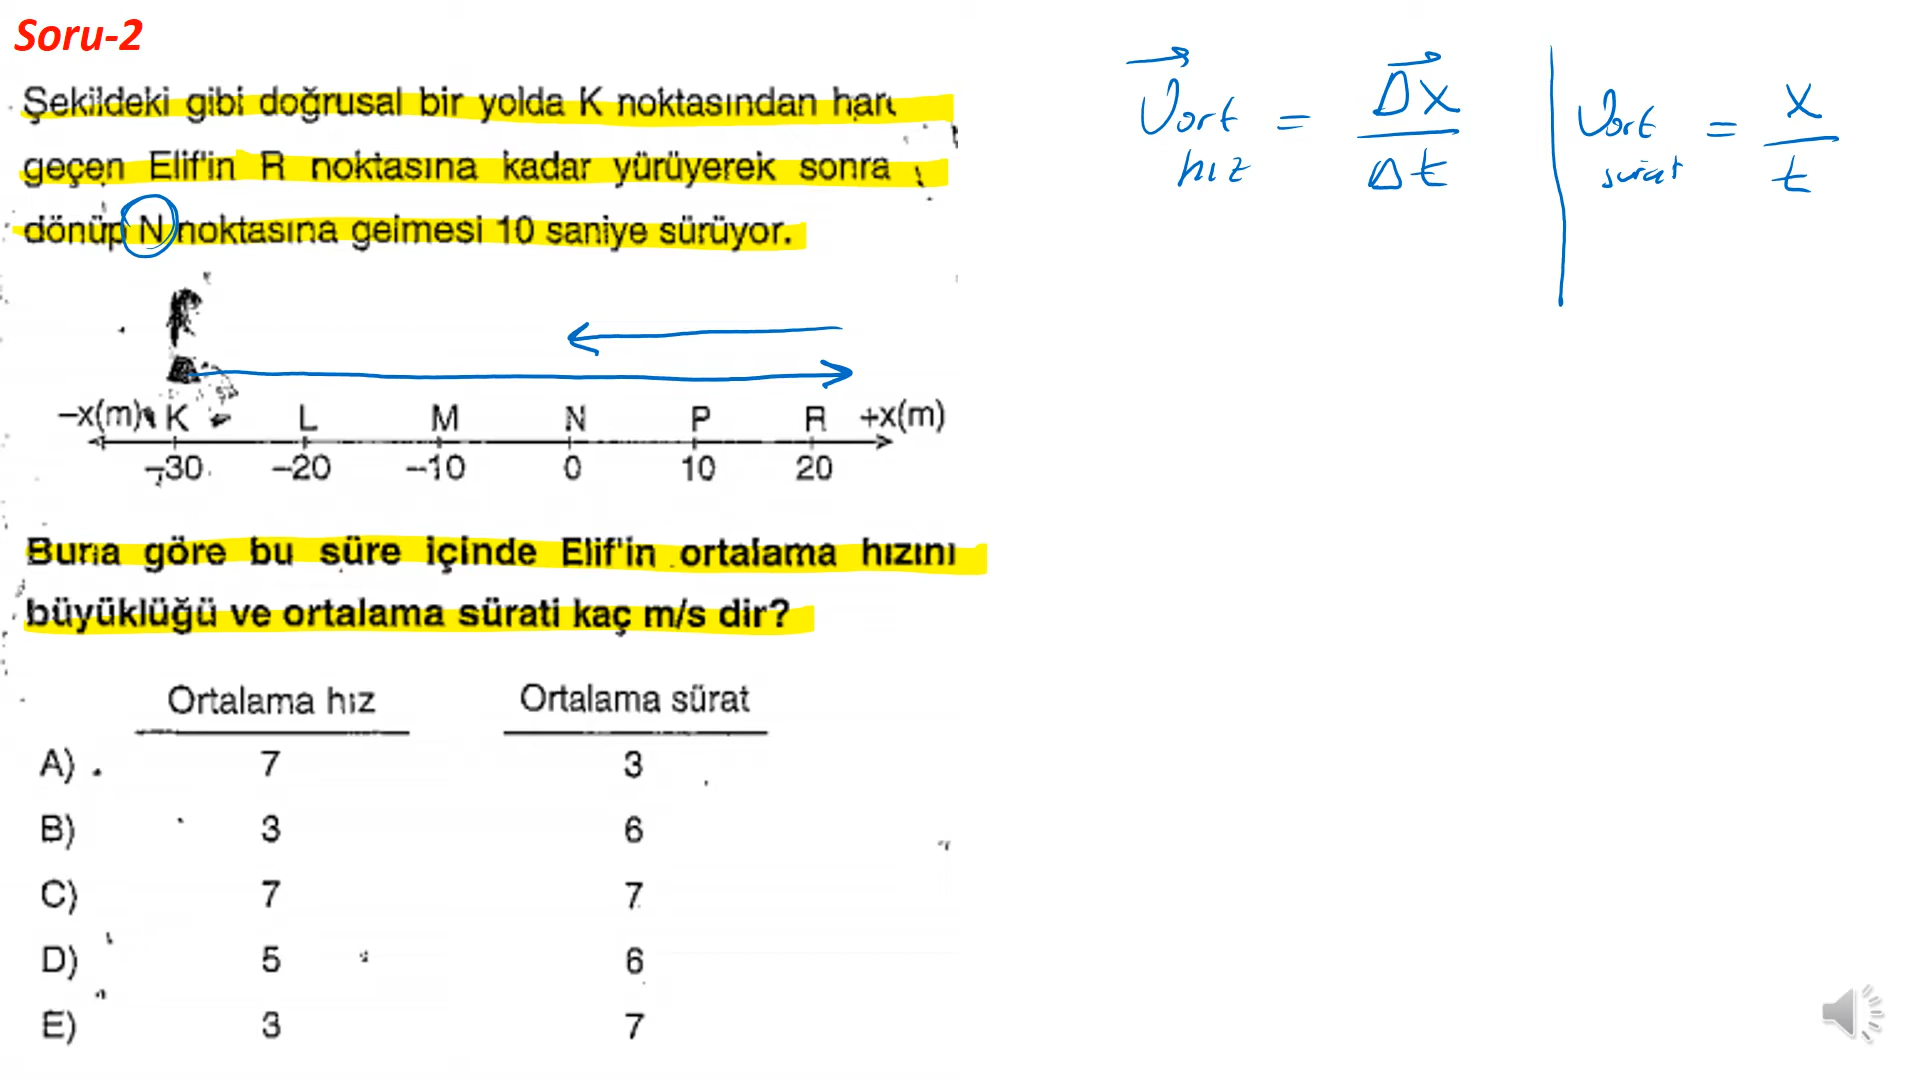 Soru-2
Şekildeki gibi doğrusal bir yolda K noktasından
geçen Elif'in R noktasına kadar yürüyerek sonra
dönüp N noktasına gelmesi 10 saniye sürüyor.
–x(m) K L M N P R +x(m)
–30 –20 –10 0 10 20
Buna göre bu süre içinde Elif'in ortalama hızını
büyüklüğü ve ortalama sürati kaç m/s dir?
Ortalama hız Ortalama sürat
A) 7 3
B) 3 6
C) 7 7
D) 5 6
E) 3 7
Vort = Δx
hız Δt
Vort = x
sürat t